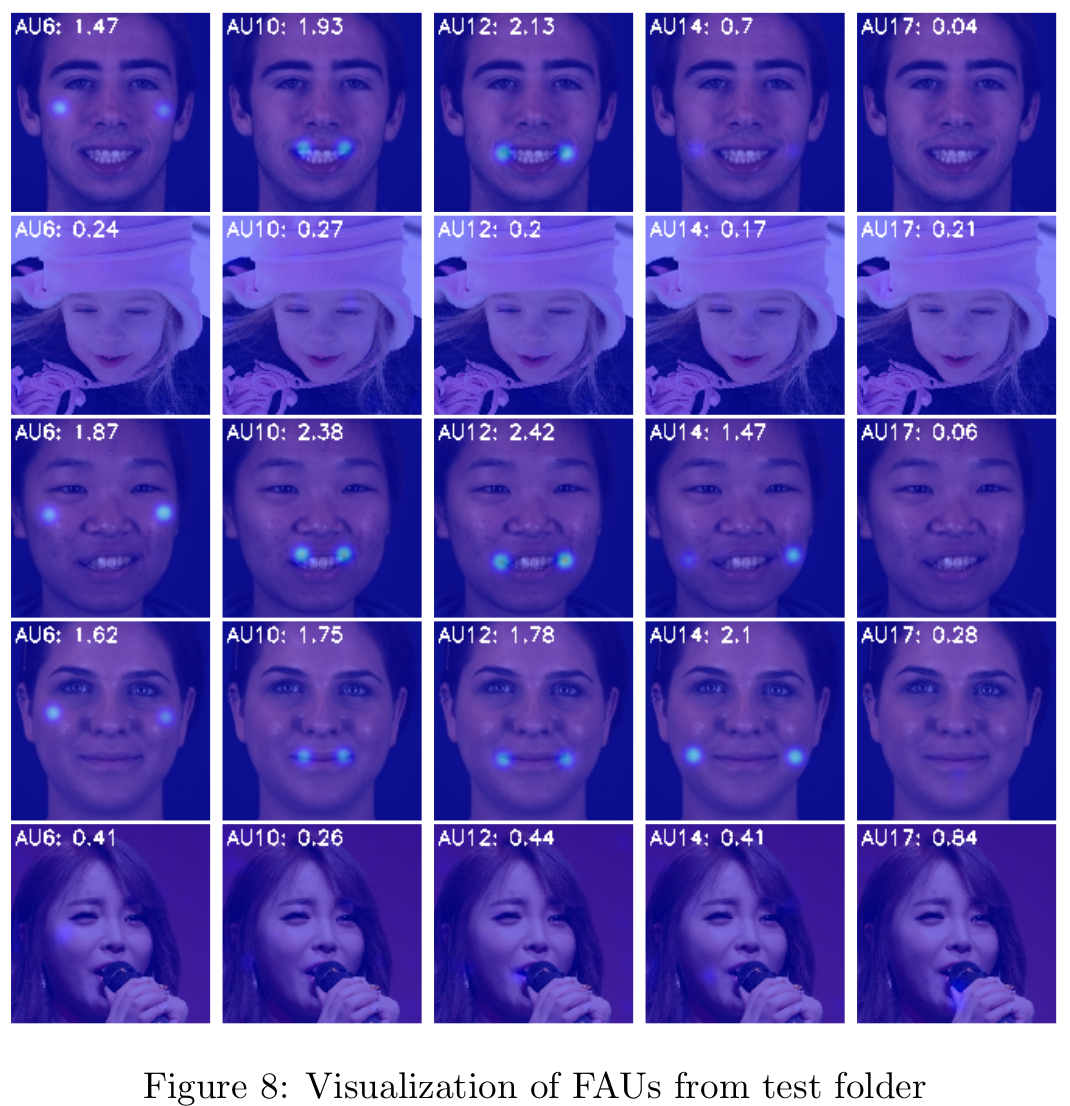 AU6: 1.47 AU10: 1.93 AU12: 2.13 AU14: 0.7 AU17: 0.04
AU6: 0.24 AU10: 0.27 AU12: 0.2 AU14: 0.17 AU17: 0.21
AU6: 1.87 AU10: 2.38 AU12: 2.42 AU14: 1.47 AU17: 0.06
AU6: 1.62 AU10: 1.75 AU12: 1.78 AU14: 2.1 AU17: 0.28
AU6: 0.41 AU10: 0.26 AU12: 0.44 AU14: 0.41 AU17: 0.84
Figure 8: Visualization of FAUs from test folder